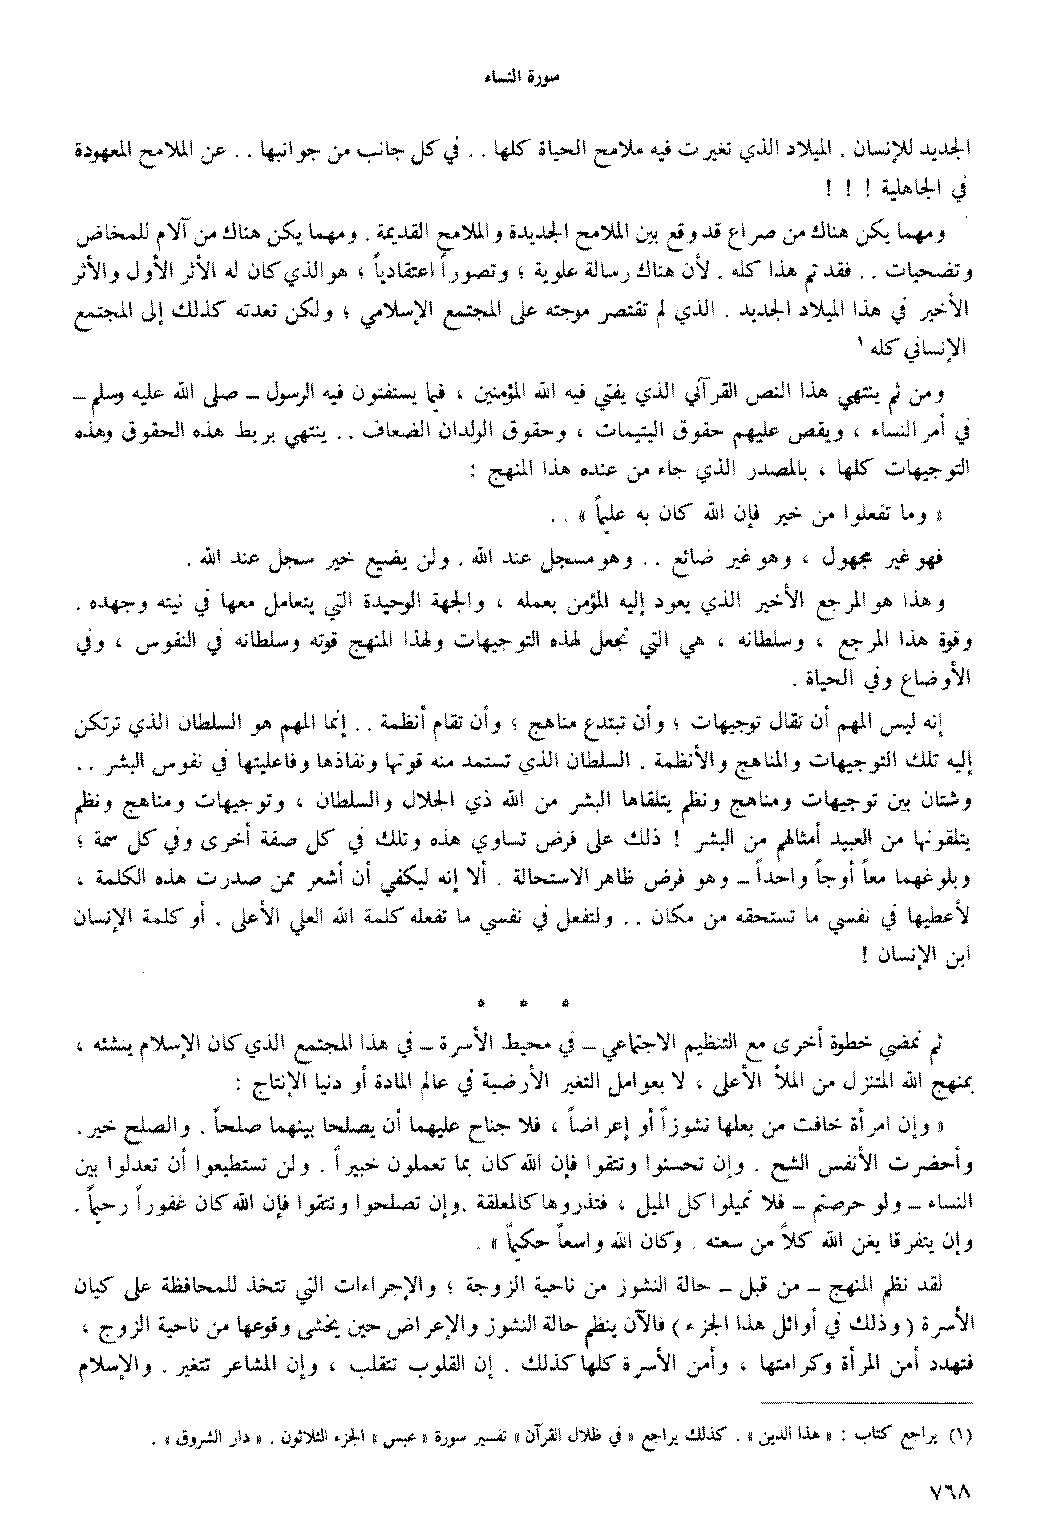 سورة النساء
الجديد للإنسان . الميلاد الذي تغيرت فيه ملامح الحياة كلها . . في كل جانب من جوانبها . . عن الملامح المعهودة
في الجاهلية ! ! !
ومهما يكن هناك من صراع قد وقع بين الملامح الجديدة والملامح القديمة . ومهما يكن هناك من آلام للمخاض
وتضحيات . . فقد تم هذا كله . لأن هناك رسالة علوية ؛ وتصوراً اعتقادياً ؛ هو الذي كان له الأثر الأول والأثر
الأخير في هذا الميلاد الجديد . الذي لم تقتصر موجته على المجتمع الإسلامي ؛ ولكن تعدته كذلك إلى المجتمع
الإنساني كله ١
ومن ثم ينتهي هذا النص القرآني الذي يفتي فيه الله المؤمنين ، فيما يستفتون فيه الرسول – صلى الله عليه وسلم –
في أمر النساء ، ويقص عليهم حقوق اليتيمات ، وحقوق الولدان الضعاف . . ينتهي بربط هذه الحقوق وهذه
التوجيهات كلها ، بالمصدر الذي جاء من عنده هذا المنهج :
« وما تفعلوا من خير فإن الله كان به عليماً » . .
فهو غير مجهول ، وهو غير ضائع . . وهو مسجل عند الله . ولن يضيع خير سجل عند الله .
وهذا هو المرجع الأخير الذي يعود إليه المؤمن بعمله ، والجهة الوحيدة التي يتعامل معها في نيته وجهده .
وقوة هذا المرجع ، وسلطانه ، هي التي تجعل لهذه التوجيهات ولهذا المنهج قوته وسلطانه في النفوس ، وفي
الأوضاع وفي الحياة .
إنه ليس المهم أن تقال توجيهات ؛ وأن تبتدع مناهج ؛ وأن تقام أنظمة . . إنما المهم هو السلطان الذي ترتكن
إليه تلك التوجيهات والمناهج والأنظمة . السلطان الذي تستمد منه قوتها ونفاذها وفاعليتها في نفوس البشر . .
وشتان بين توجيهات ومناهج ونظم يتلقاها البشر من الله ذي الجلال والسلطان ، وتوجيهات ومناهج ونظم
يتلقونها من العبيد أمثالهم من البشر ! ذلك على فرض تساوي هذه وتلك في كل صفة أخرى وفي كل سمة ؛
وبلوغهما معاً أوجاً واحداً – وهو فرض ظاهر الاستحالة . ألا إنه ليكفي أن أشعر ممن صدرت هذه الكلمة ،
لأعطيها في نفسي ما تستحقه من مكان . . ولتفعل في نفسي ما تفعله كلمة الله العلي الأعلى . أو كلمة الإنسان
ابن الإنسان !
* * *
ثم نمضي خطوة أخرى مع التنظيم الاجتماعي – في محيط الأسرة – في هذا المجتمع الذي كان الإسلام ينشئه ،
بمنهج الله المتنزل من الملأ الأعلى ، لا بعوامل التغير الأرضية في عالم المادة أو دنيا الإنتاج :
« وإن امرأة خافت من بعلها نشوزاً أو إعراضاً ، فلا جناح عليهما أن يصلحا بينهما صلحاً . والصلح خير .
وأحضرت الأنفس الشح . وإن تحسنوا وتتقوا فإن الله كان بما تعملون خبيراً . ولن تستطيعوا أن تعدلوا بين
النساء – ولو حرصتم – فلا تميلوا كل الميل ، فتذروها كالمعلقة . وإن تصلحوا وتتقوا فإن الله كان غفوراً رحيماً .
وإن يتفرقا يغن الله كلاً من سعته . وكان الله واسعاً حكيماً » .
لقد نظم المنهج – من قبل – حالة النشوز من ناحية الزوجة ؛ والإجراءات التي تتخذ للمحافظة على كيان
الأسرة ( وذلك في أوائل هذا الجزء ) فالآن ينظم حالة النشوز والإعراض حين يخشى وقوعها من ناحية الزوج ،
فتهدد أمن المرأة وكرامتها ، وأمن الأسرة كلها كذلك . إن القلوب تتقلب ، وإن المشاعر تتغير . والإسلام
(١) يراجع كتاب : « هذا الدين » . كذلك يراجع « في ظلال القرآن » تفسير سورة « عبس » الجزء الثلاثون . « دار الشروق » .
٧٦٨